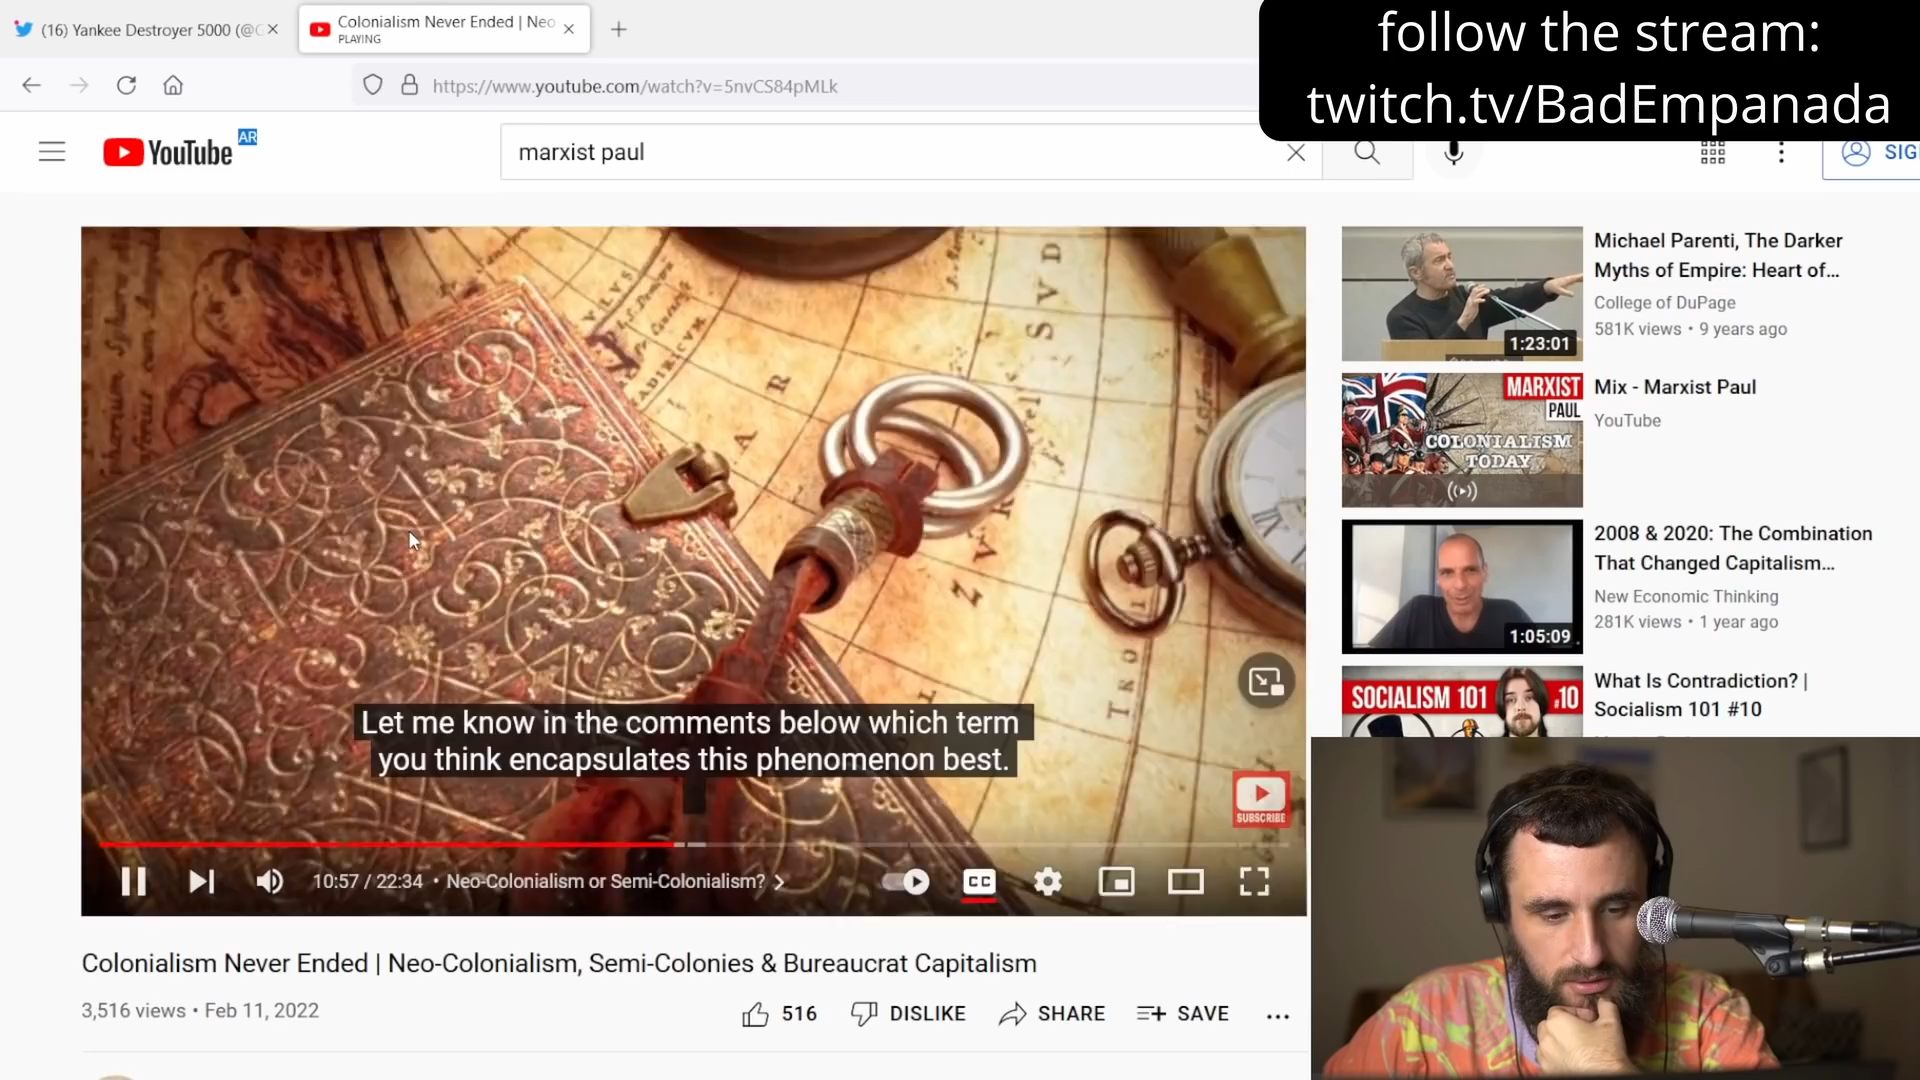 (16) Yankee Destroyer 5000 (@G
Colonialism Never Ended | Neo
PLAYING
follow the stream:
twitch.tv/BadEmpanada
https://www.youtube.com/watch?v=5nvCS84pMLk
YouTube
AR
marxist paul
SIG
Let me know in the comments below which term
you think encapsulates this phenomenon best.
SUBSCRIBE
10:57 / 22:34 • Neo-Colonialism or Semi-Colonialism?
CC
Colonialism Never Ended | Neo-Colonialism, Semi-Colonies & Bureaucrat Capitalism
3,516 views • Feb 11, 2022
516
DISLIKE
SHARE
SAVE
Michael Parenti, The Darker
Myths of Empire: Heart of...
College of DuPage
581K views • 9 years ago
1:23:01
MARXIST
PAUL
COLONIALISM
TODAY
Mix - Marxist Paul
YouTube
2008 & 2020: The Combination
That Changed Capitalism...
New Economic Thinking
281K views • 1 year ago
1:05:09
SOCIALISM 101
#10
What Is Contradiction? |
Socialism 101 #10